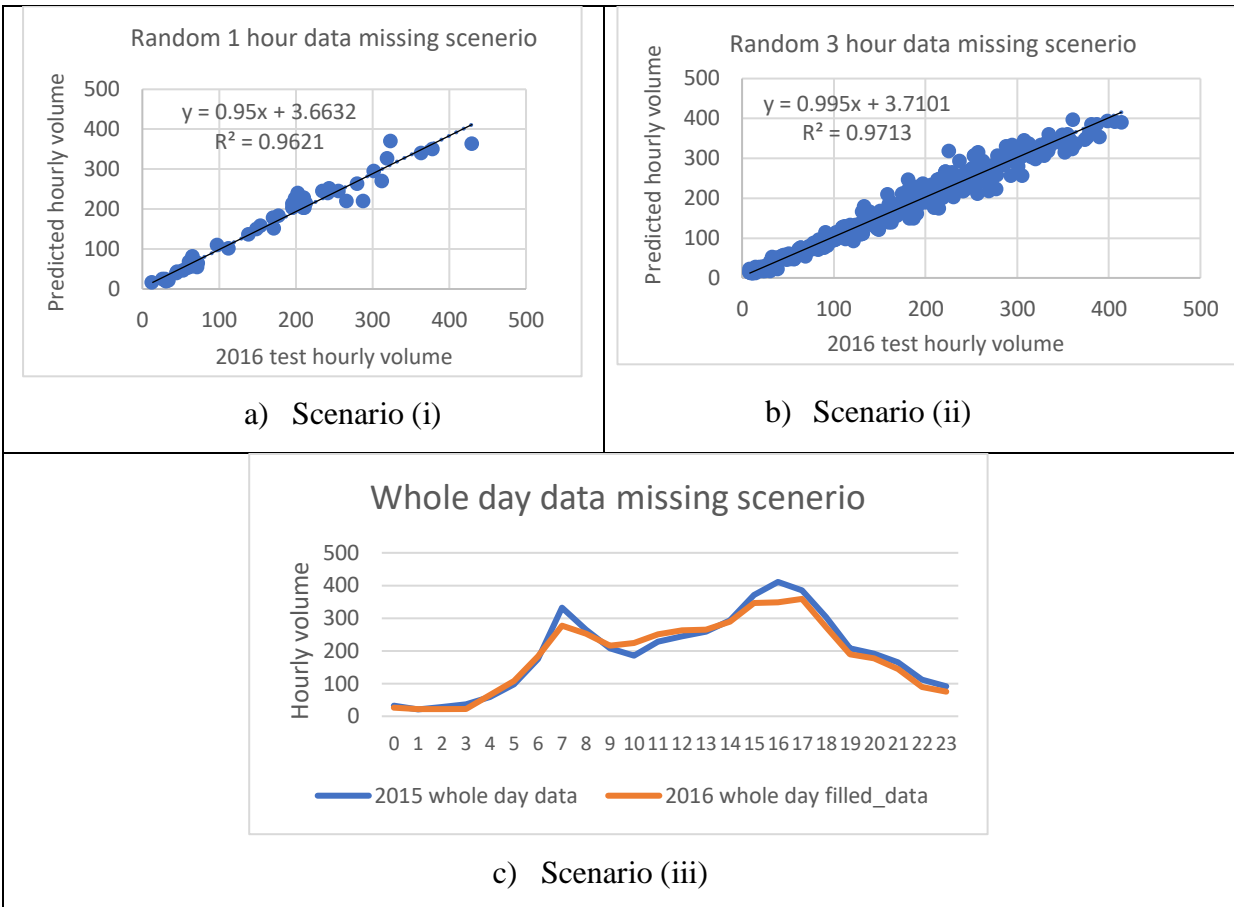 Random 1 hour data missing scenerio
Predicted hourly volume
500
400
300
200
100
0
y = 0.95x + 3.6632
R² = 0.9621
0 100 200 300 400 500
2016 test hourly volume
a) Scenario (i)
Random 3 hour data missing scenerio
Predicted hourly volume
500
400
300
200
100
0
y = 0.995x + 3.7101
R² = 0.9713
0 100 200 300 400 500
2016 test hourly volume
b) Scenario (ii)
Whole day data missing scenerio
Hourly volume
500
400
300
200
100
0
0 1 2 3 4 5 6 7 8 9 10 11 12 13 14 15 16 17 18 19 20 21 22 23
2015 whole day data 2016 whole day filled_data
c) Scenario (iii)